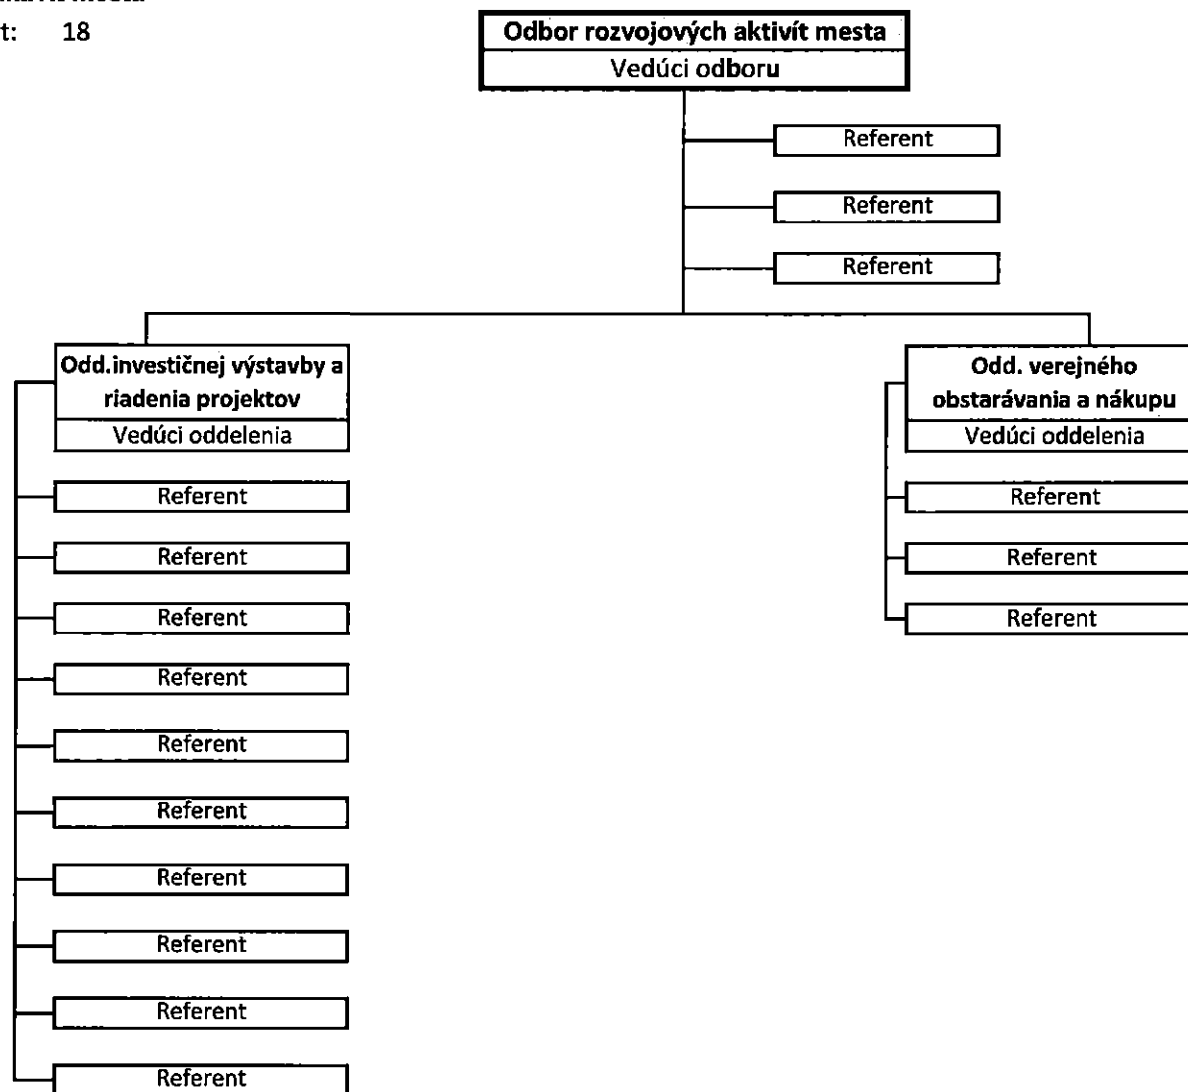 t: 18
Odbor rozvojových aktivít mesta
Vedúci odboru
Referent
Referent
Referent
Odd.investičnej výstavby a
riadenia projektov
Vedúci oddelenia
Referent
Referent
Referent
Referent
Referent
Referent
Referent
Referent
Referent
Referent
Odd. verejného
obstarávania a nákupu
Vedúci oddelenia
Referent
Referent
Referent